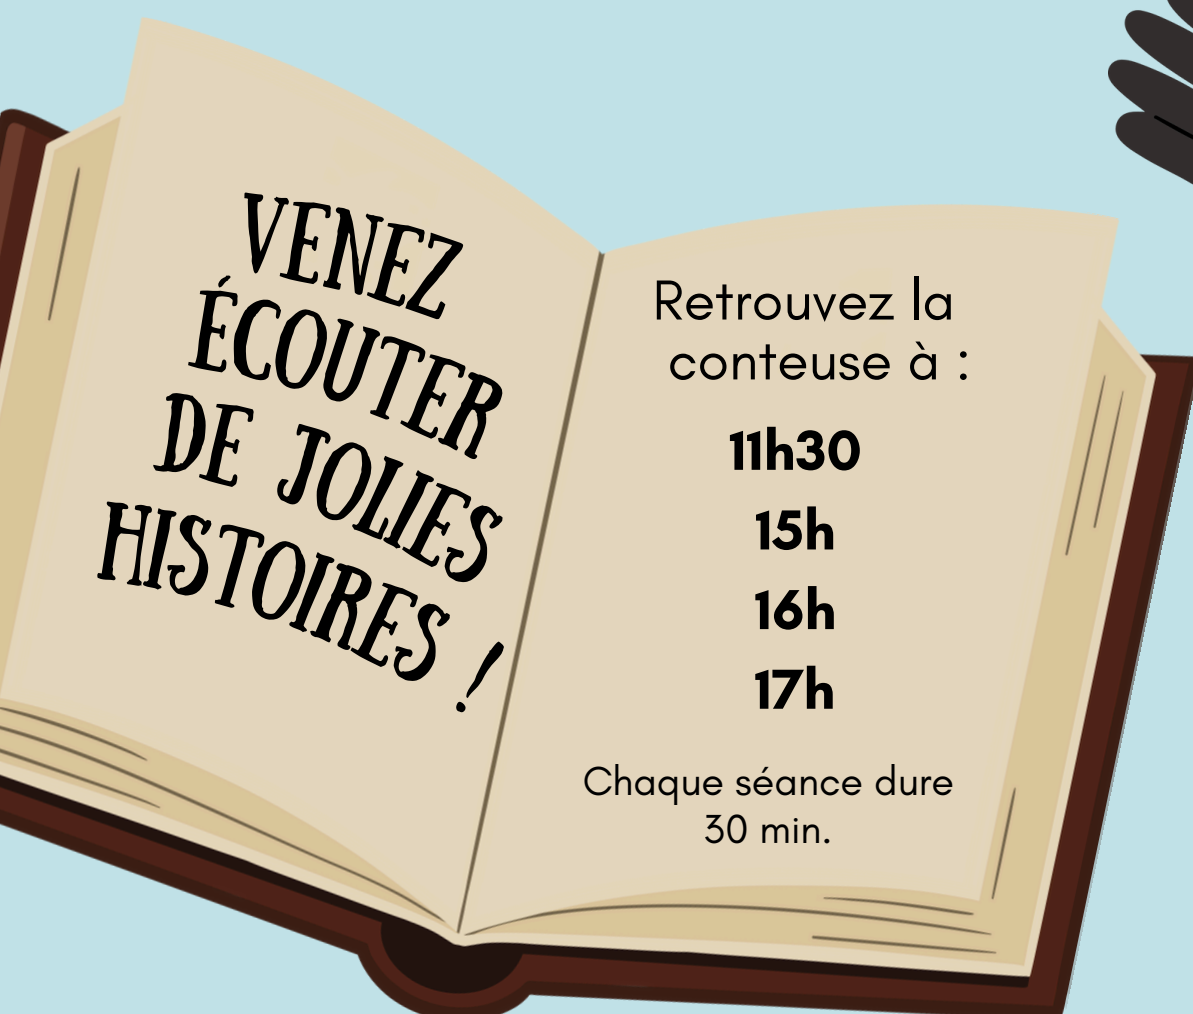 VENEZ
ÉCOUTER
DE JOLIES
HISTOIRES !
Retrouvez la
conteuse à :
11h30
15h
16h
17h
Chaque séance dure
30 min.